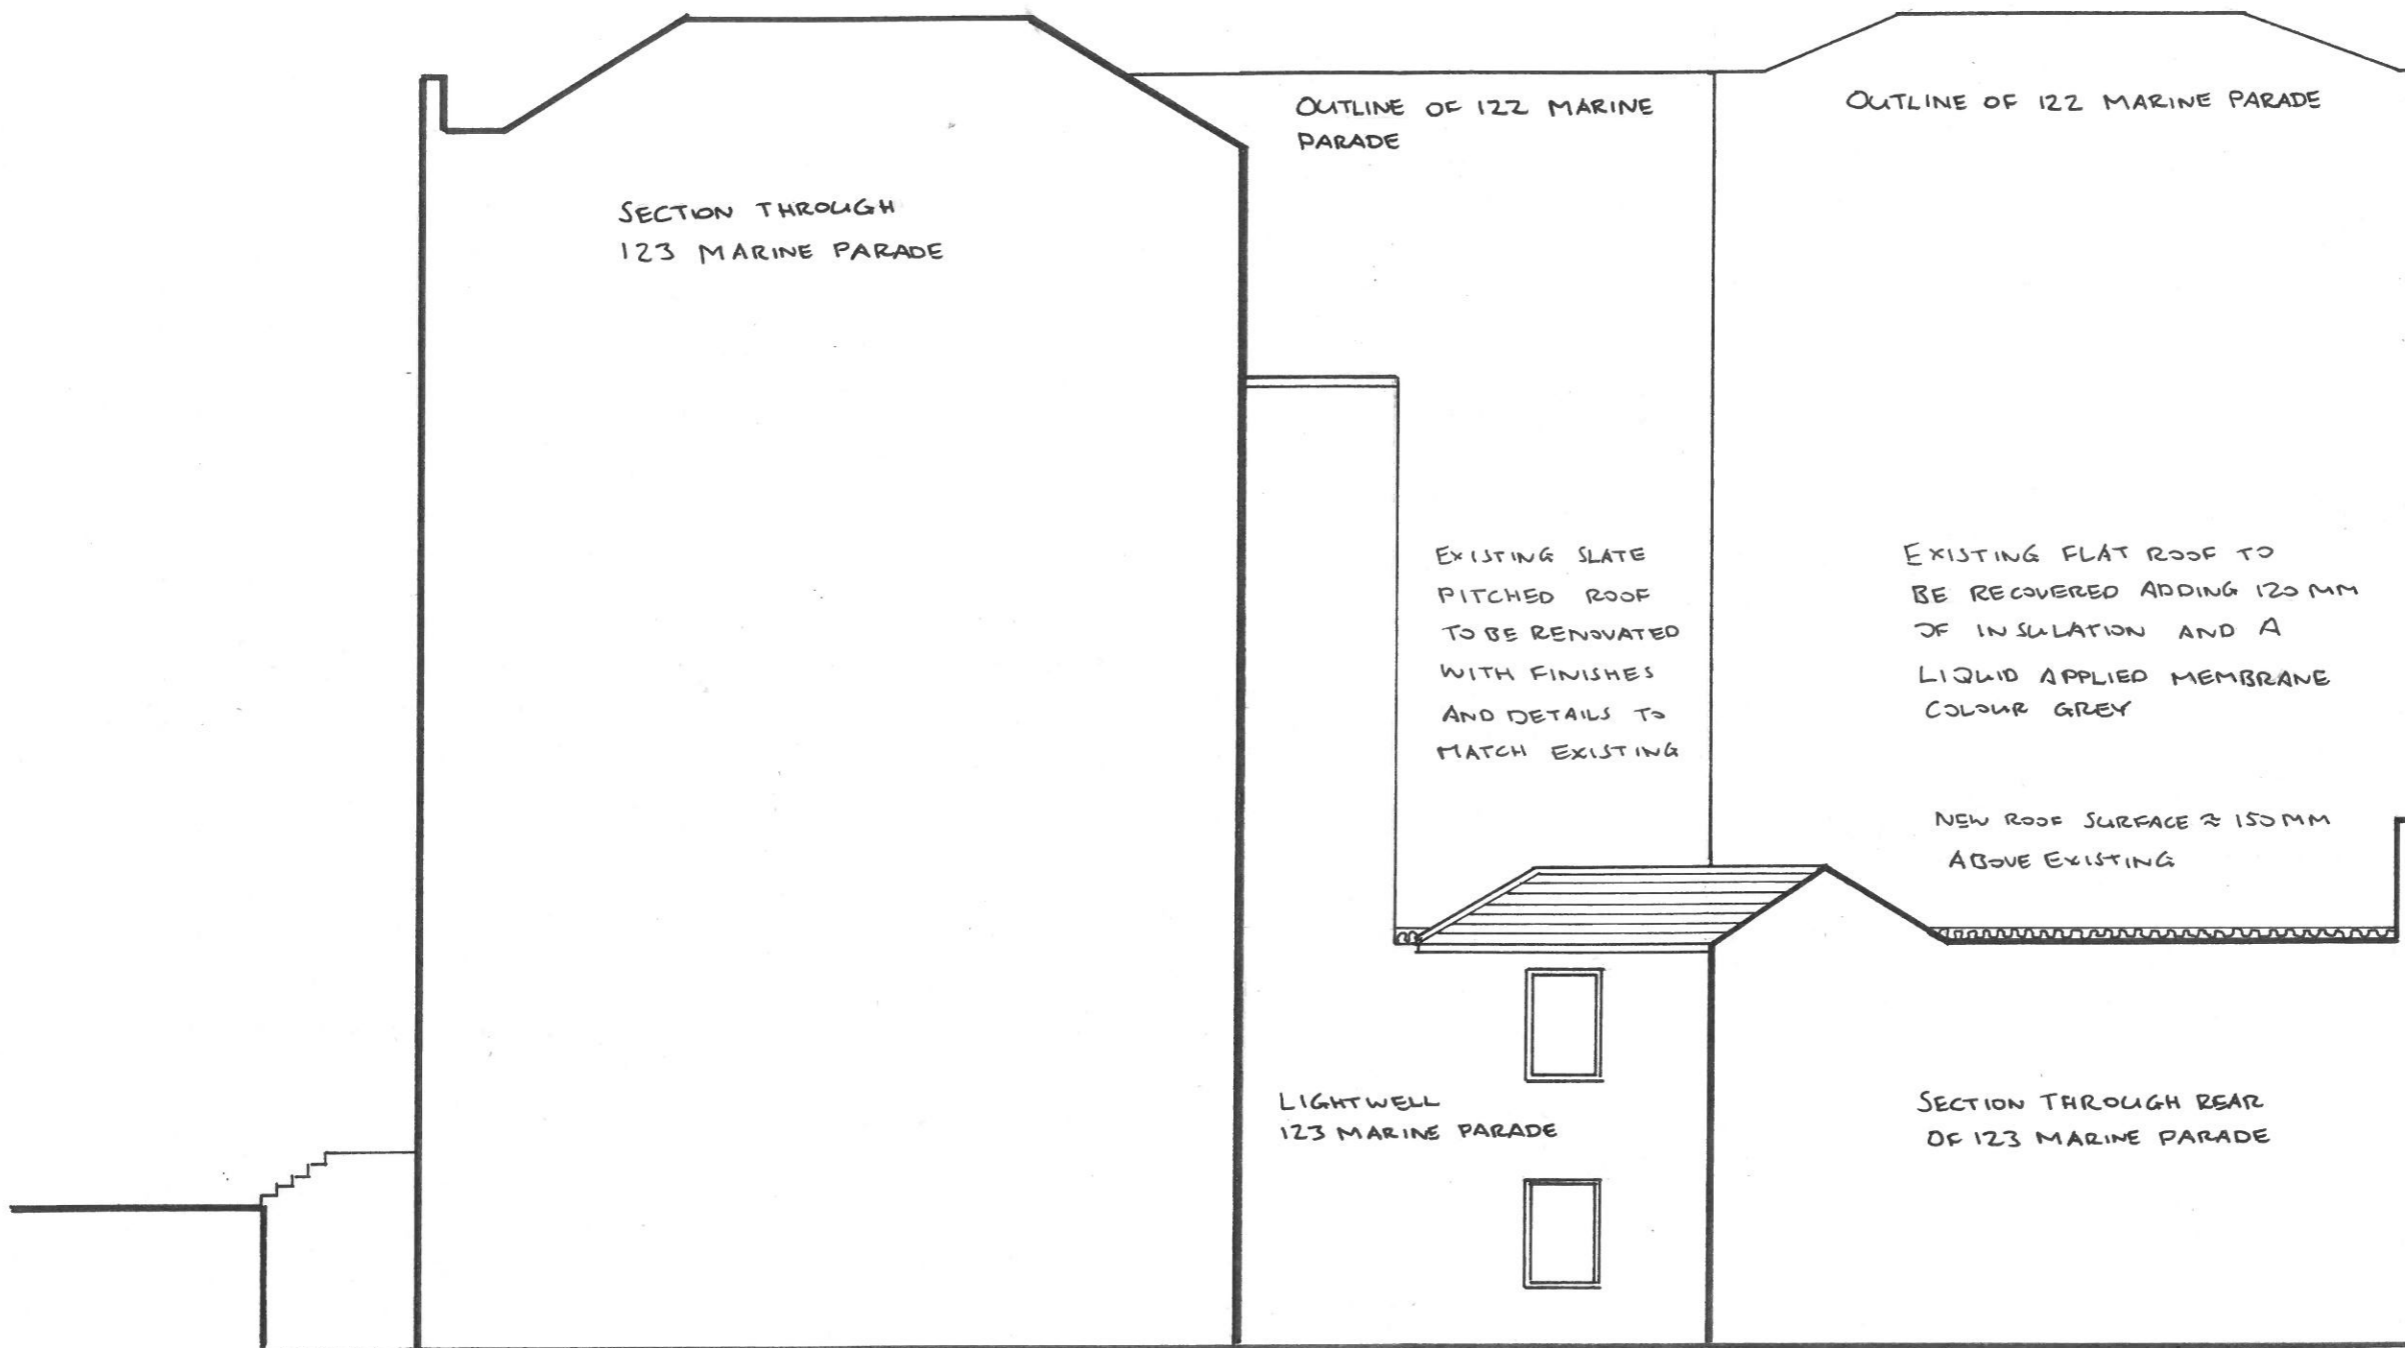 OUTLINE OF 122 MARINE
PARADE
OUTLINE OF 122 MARINE PARADE
SECTION THROUGH
123 MARINE PARADE
EXISTING SLATE
PITCHED ROOF
TO BE RENOVATED
WITH FINISHES
AND DETAILS TO
MATCH EXISTING
EXISTING FLAT ROOF TO
BE RECOVERED ADDING 120 MM
OF INSULATION AND A
LIQUID APPLIED MEMBRANE
COLOUR GREY
NEW ROOF SURFACE ≈ 150 MM
ABOVE EXISTING
LIGHTWELL
123 MARINE PARADE
SECTION THROUGH REAR
OF 123 MARINE PARADE